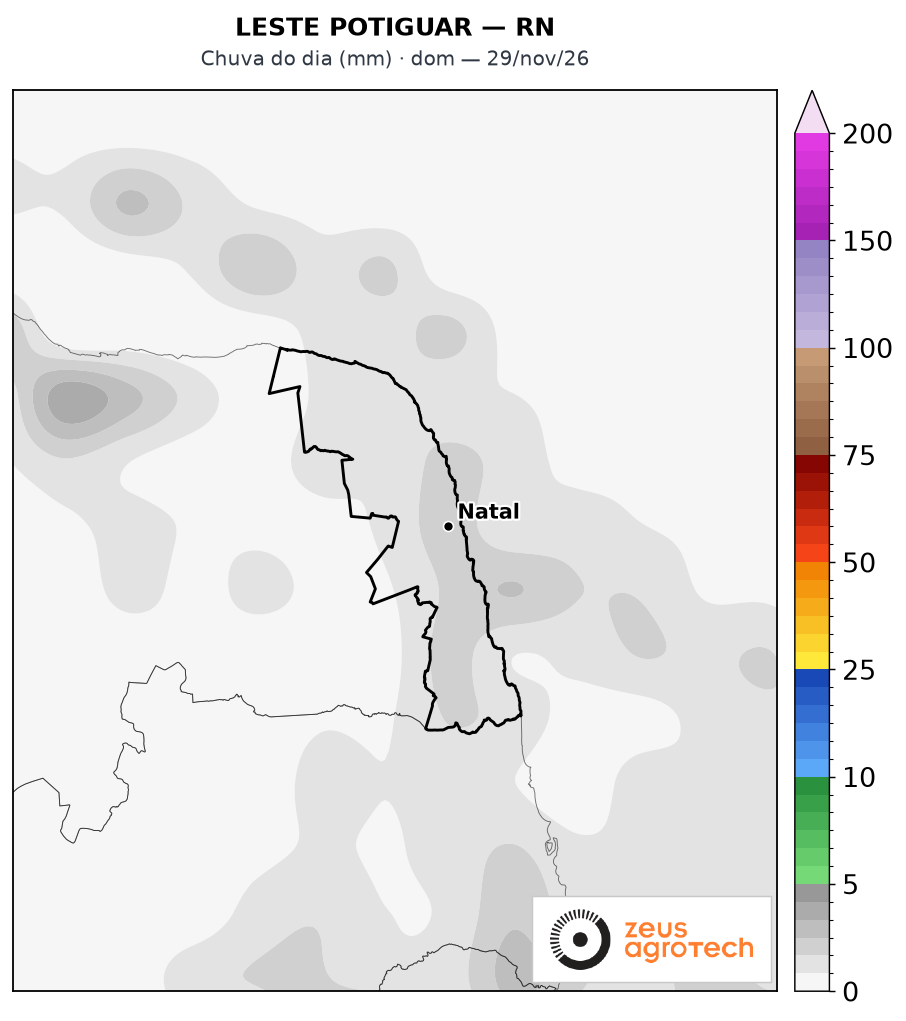 LESTE POTIGUAR — RN
Chuva do dia (mm) · dom — 29/nov/26
200
150
100
75
50
25
10
5
0
Natal
zeus
agrotech